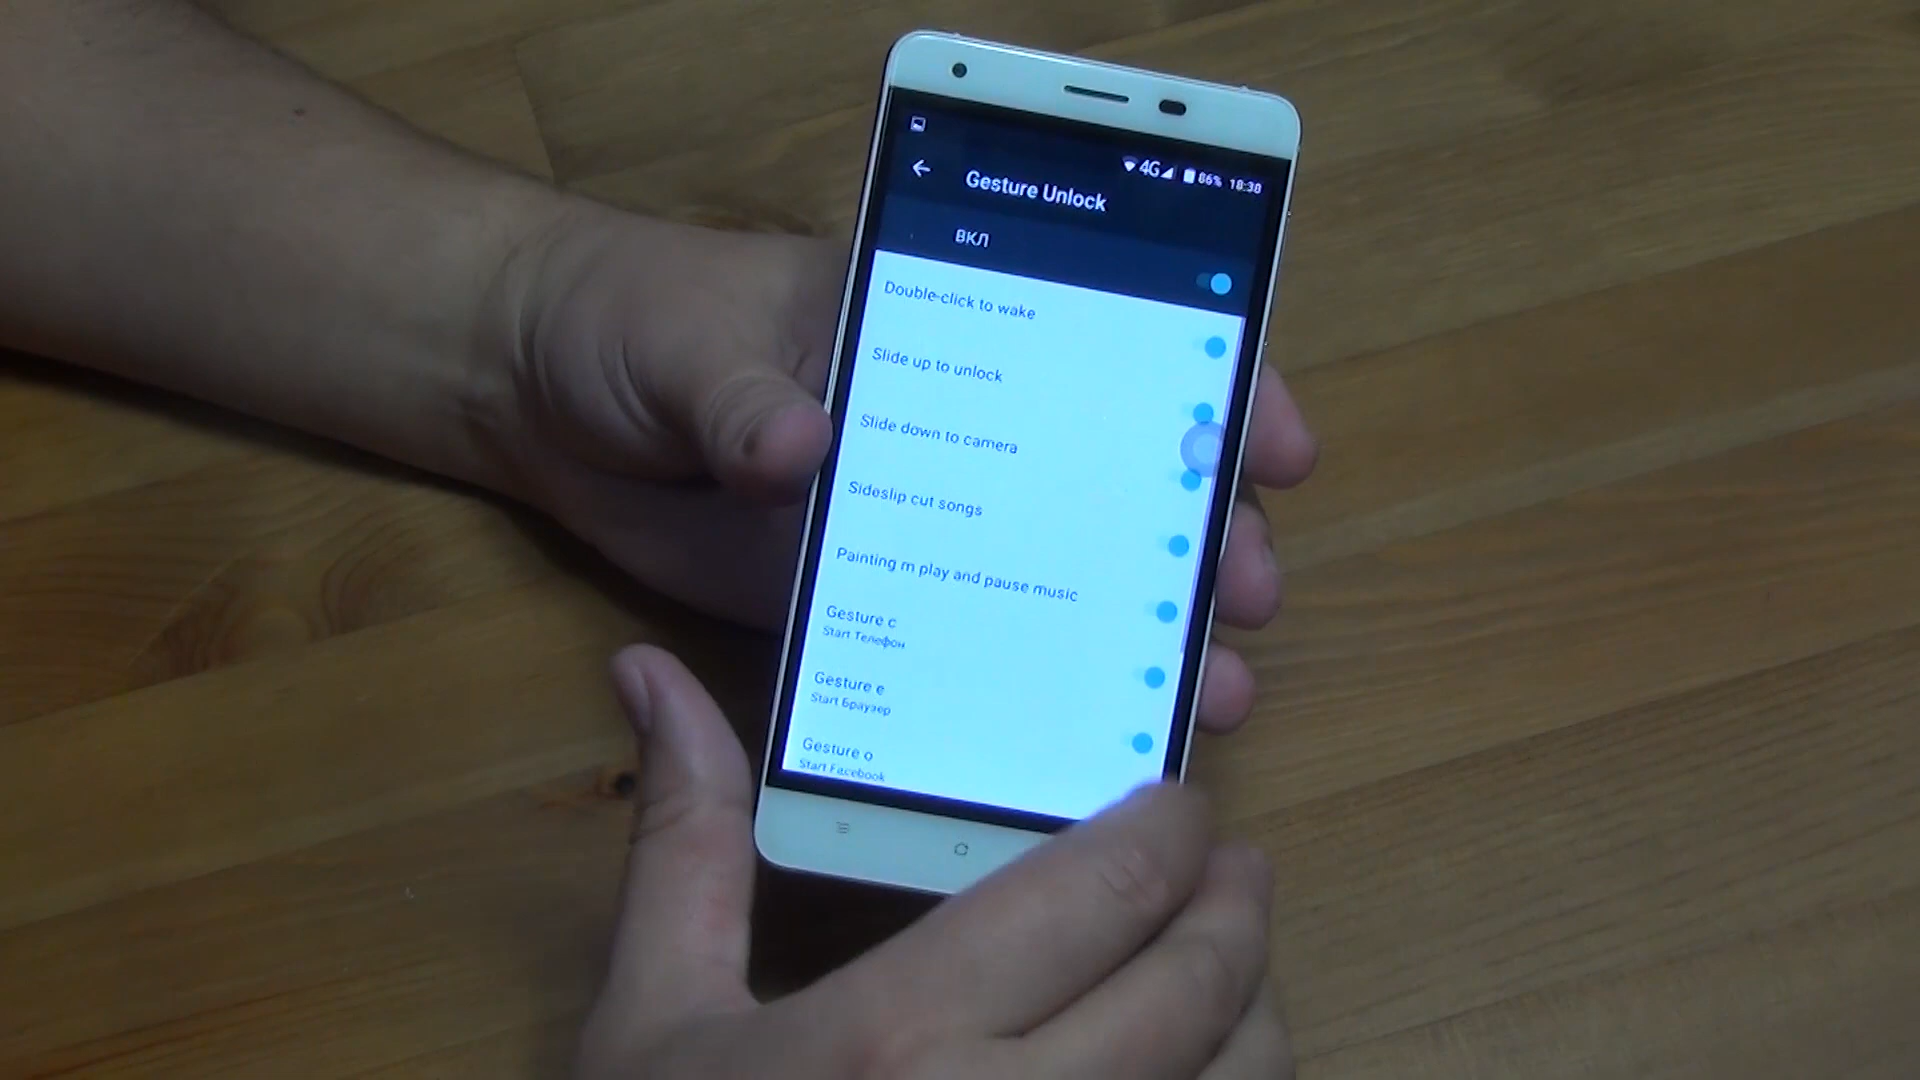 4G 86% 18:38
Gesture Unlock
ВКЛ
Double-click to wake
Slide up to unlock
Slide down to camera
Sideslip cut songs
Painting m play and pause music
Gesture c
Start Телефон
Gesture e
Start Браузер
Gesture o
Start Facebook